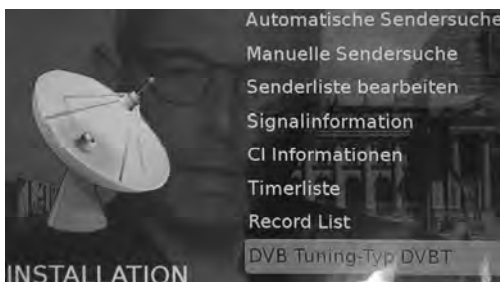 Automatische Sendersuche
Manuelle Sendersuche
Senderliste bearbeiten
Signalinformation
CI Informationen
Timerliste
Record List
DVB Tuning-Typ DVBT
INSTALLATION